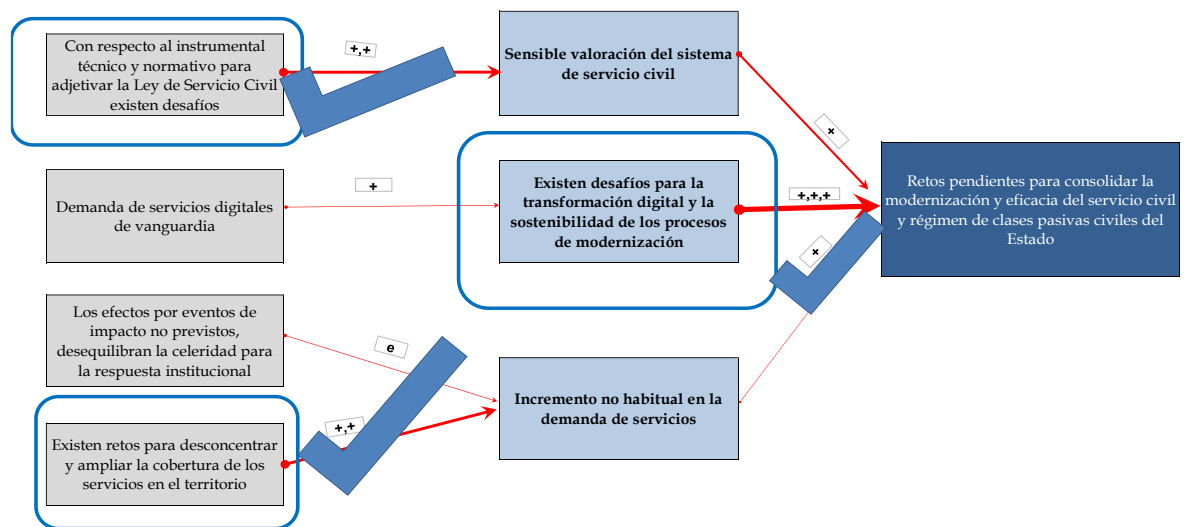 Con respecto al instrumental
técnico y normativo para
adjetivar la Ley de Servicio Civil
existen desafíos
+,+
Sensible valoración del sistema
de servicio civil
+
Demanda de servicios digitales
de vanguardia
+
Existen desafíos para la
transformación digital y la
sostenibilidad de los procesos
de modernización
+,+,+
Retos pendientes para consolidar la
modernización y eficacia del servicio civil
y régimen de clases pasivas civiles del
Estado
+
Los efectos por eventos de
impacto no previstos,
desequilibran la celeridad para
la respuesta institucional
e
Incremento no habitual en la
demanda de servicios
+,+
Existen retos para desconcentrar
y ampliar la cobertura de los
servicios en el territorio